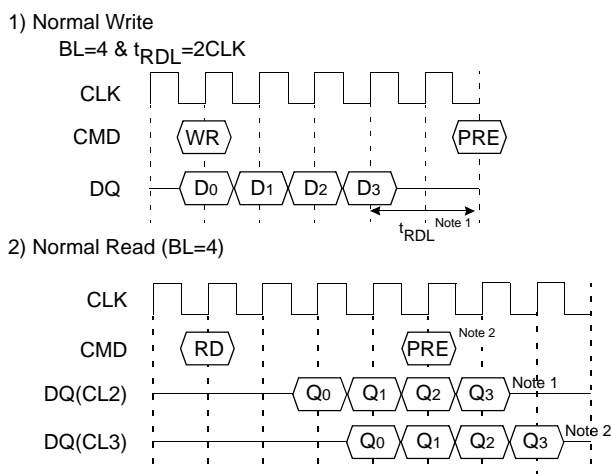 1) Normal Write
BL=4 & tRDL=2CLK
CLK
CMD WR PRE
DQ D0 D1 D2 D3
tRDL Note 1
2) Normal Read (BL=4)
CLK
CMD RD PRE Note 2
DQ(CL2) Q0 Q1 Q2 Q3 Note 1
DQ(CL3) Q0 Q1 Q2 Q3 Note 2